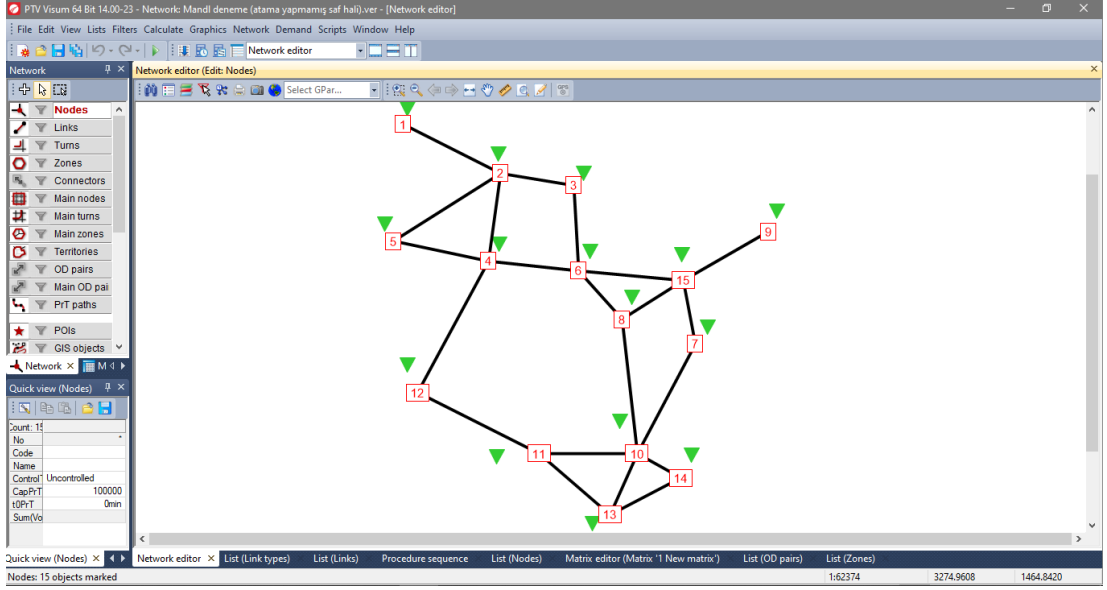 PTV Visum 64 Bit 14.00-23 - Network: Mandl deneme (atama yapmamış saf hali).ver - [Network editor]
File Edit View Lists Filters Calculate Graphics Network Demand Scripts Window Help
Network editor
Network
Network editor (Edit: Nodes)
Select GPar...
Nodes
Links
Turns
Zones
Connectors
Main nodes
Main turns
Main zones
Territories
OD pairs
Main OD pai
PrT paths
POIs
GIS objects
Network
M
1
2
3
5
4
6
9
15
8
7
12
11
10
14
13
Quick view (Nodes)
Count: 15
No *
Code
Name
ControlT Uncontrolled
CapPrT 100000
t0PrT 0min
Sum(Vo
Quick view (Nodes)
Network editor List (Link types) List (Links) Procedure sequence List (Nodes) Matrix editor (Matrix '1 New matrix') List (OD pairs) List (Zones)
Nodes: 15 objects marked 1:62374 3274.9608 1464.8420